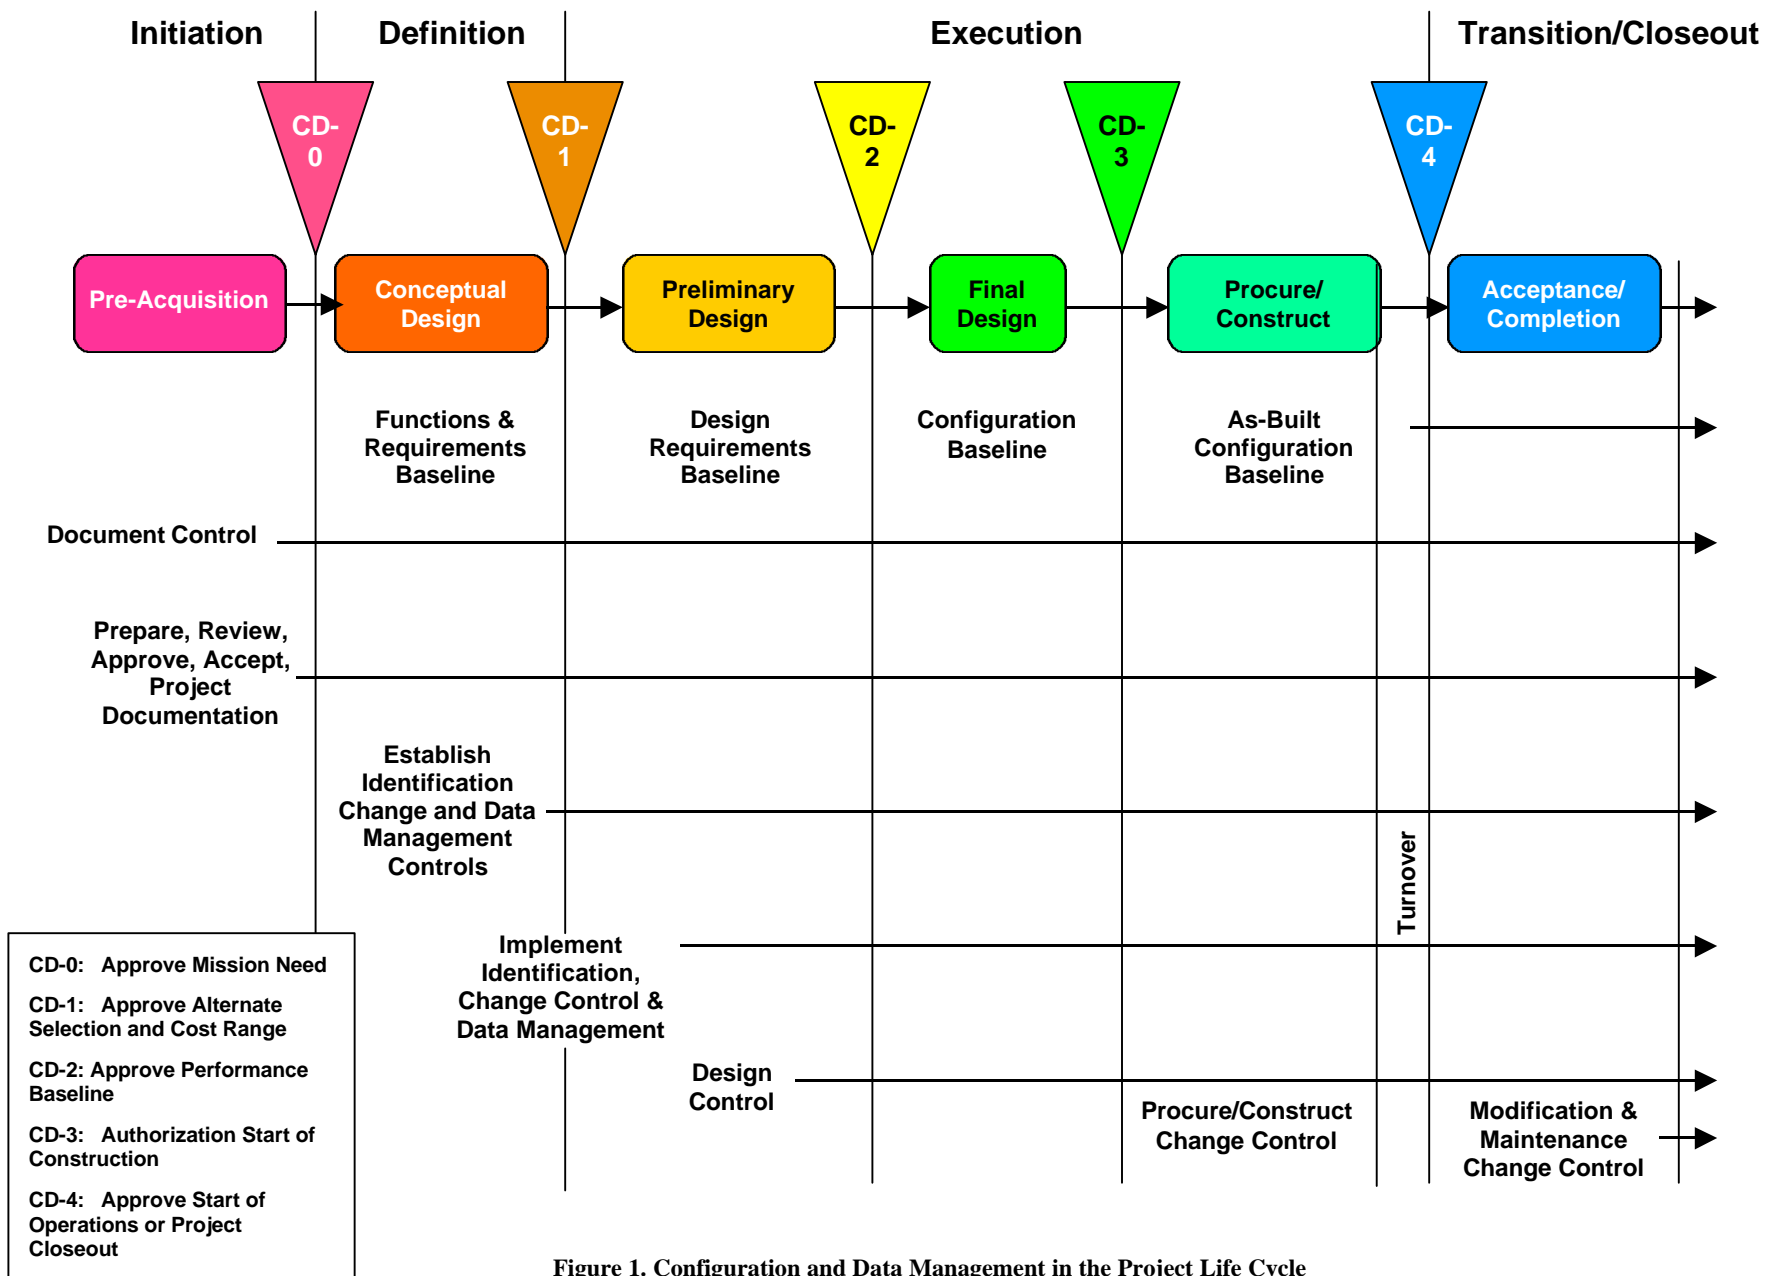 Initiation
Definition
Execution
Transition/Closeout
CD-
0
CD-
1
CD-
2
CD-
3
CD-
4
Pre-Acquisition
Conceptual
Design
Preliminary
Design
Final
Design
Procure/
Construct
Acceptance/
Completion
Functions &
Requirements
Baseline
Design
Requirements
Baseline
Configuration
Baseline
As-Built
Configuration
Baseline
Document Control
Prepare, Review,
Approve, Accept,
Project
Documentation
Establish
Identification
Change and Data
Management
Controls
Turnover
Implement
Identification,
Change Control &
Data Management
Design
Control
Procure/Construct
Change Control
Modification &
Maintenance
Change Control
CD-0: Approve Mission Need
CD-1: Approve Alternate
Selection and Cost Range
CD-2: Approve Performance
Baseline
CD-3: Authorization Start of
Construction
CD-4: Approve Start of
Operations or Project
Closeout
Figure 1. Configuration and Data Management in the Project Life Cycle